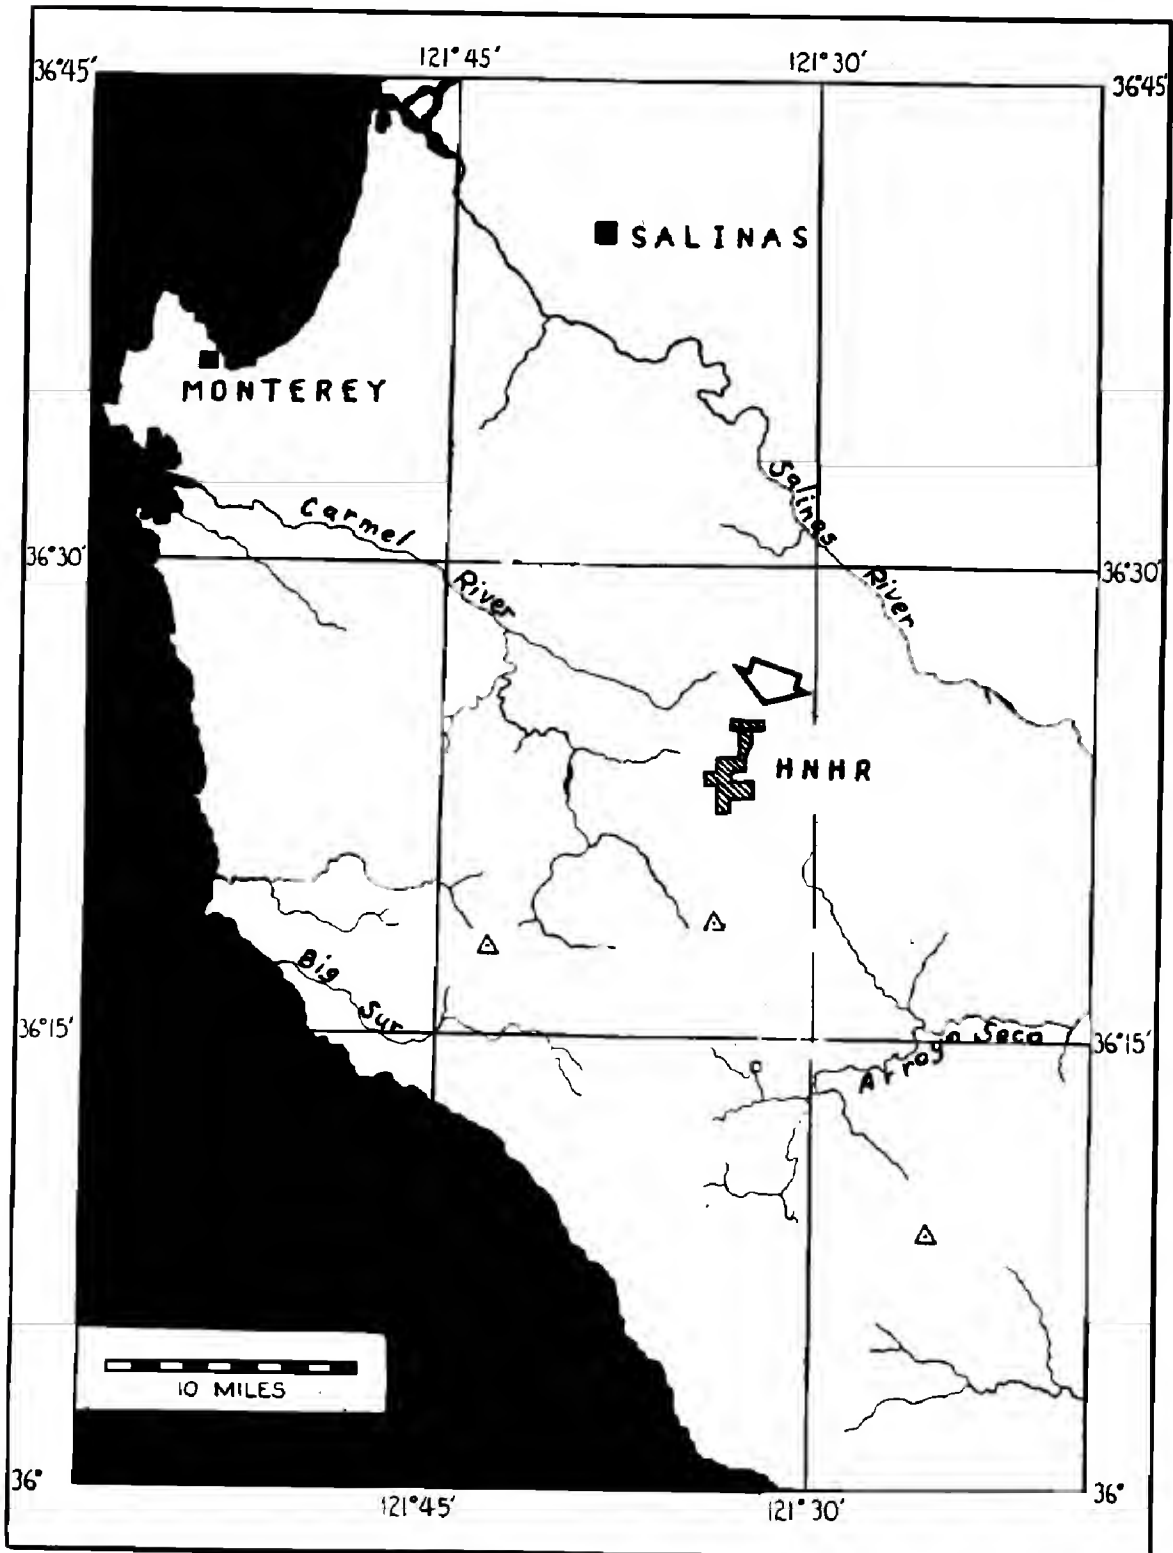 121°45′ 121°30′
36°45′ 36°45′
SALINAS
MONTEREY
Salinas River
Carmel River
36°30′ 36°30′
HNHR
Big Sur
36°15′ 36°15′
Arroyo Seco
10 MILES
36° 36°
121°45′ 121°30′